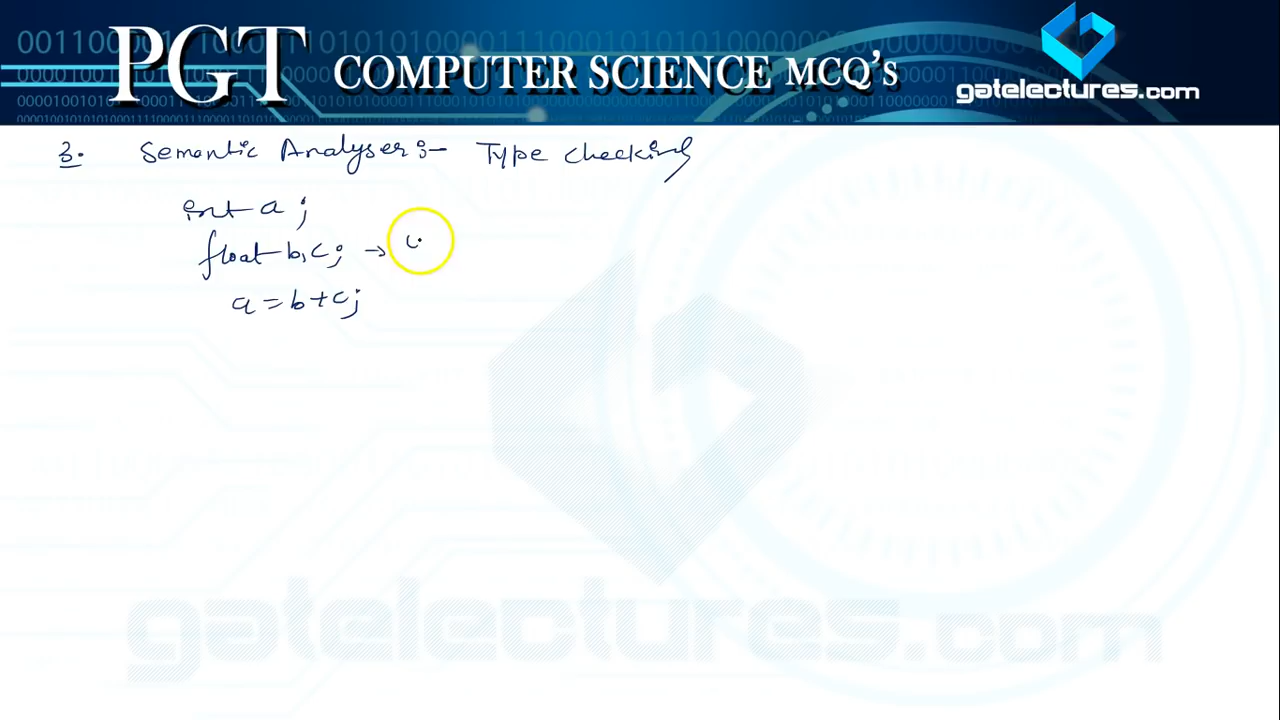 PGT COMPUTER SCIENCE MCQ'S
gatelectures.com
3. Semantic Analyser :- Type checking
int a ;
float b, c ; →
a = b + c ;
gatelectures.com